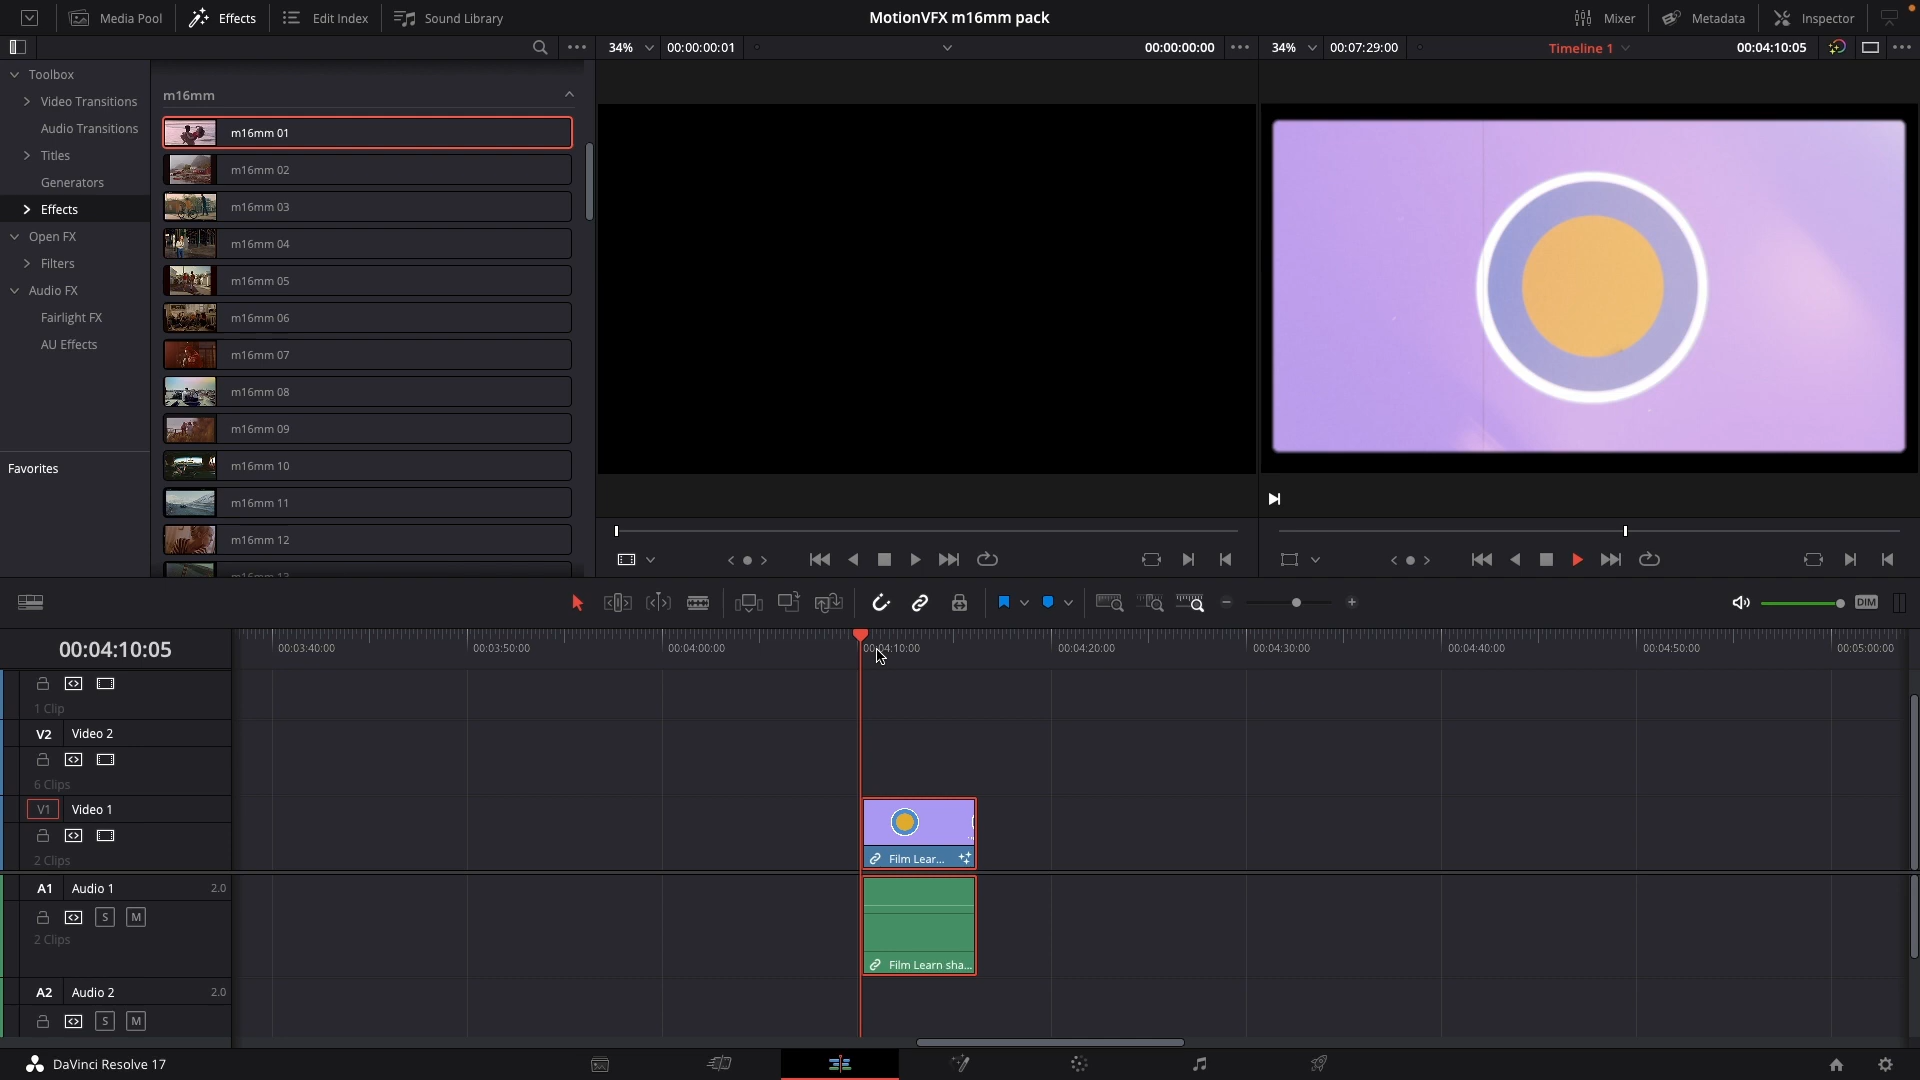 Media Pool
Effects
Edit Index
Sound Library
MotionVFX m16mm pack
Mixer
Metadata
Inspector
34%
00:00:00:01
00:00:00:00
34%
00:07:29:00
Timeline 1
00:04:10:05
Toolbox
Video Transitions
Audio Transitions
Titles
Generators
Effects
Open FX
Filters
Audio FX
Fairlight FX
AU Effects
Favorites
m16mm
m16mm 01
m16mm 02
m16mm 03
m16mm 04
m16mm 05
m16mm 06
m16mm 07
m16mm 08
m16mm 09
m16mm 10
m16mm 11
m16mm 12
m16mm 13
DIM
00:04:10:05
00:03:40:00
00:03:50:00
00:04:00:00
00:04:10:00
00:04:20:00
00:04:30:00
00:04:40:00
00:04:50:00
00:05:00:00
1 Clip
V2 Video 2
6 Clips
V1 Video 1
2 Clips
Film Lear...
A1 Audio 1 2.0
S M
2 Clips
Film Learn sha...
A2 Audio 2 2.0
S M
DaVinci Resolve 17